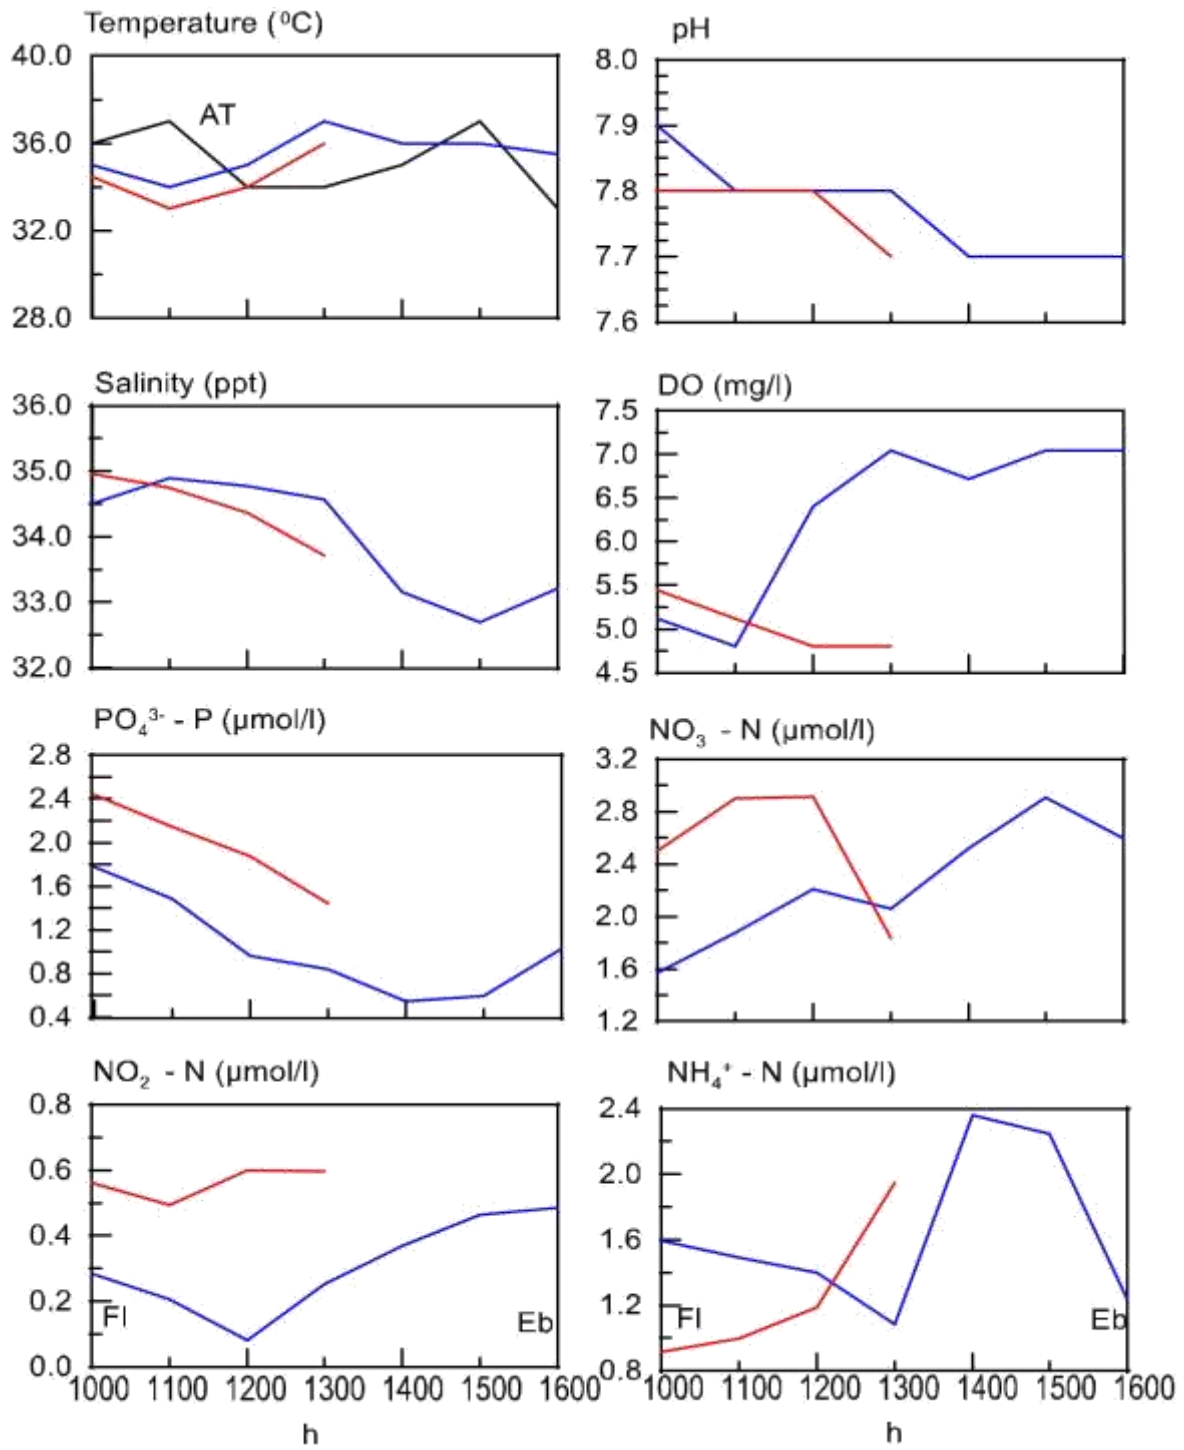 Temperature (⁰C)
40.0
36.0
32.0
28.0
AT
pH
8.0
7.9
7.8
7.7
7.6
Salinity (ppt)
36.0
35.0
34.0
33.0
32.0
DO (mg/l)
7.5
7.0
6.5
6.0
5.5
5.0
4.5
PO₄³⁻ - P (µmol/l)
2.8
2.4
2.0
1.6
1.2
0.8
0.4
NO₃ - N (µmol/l)
3.2
2.8
2.4
2.0
1.6
1.2
NO₂ - N (µmol/l)
0.8
0.6
0.4
0.2
0.0
Fl
Eb
1000 1100 1200 1300 1400 1500 1600
h
NH₄⁺ - N (µmol/l)
2.4
2.0
1.6
1.2
0.8
Fl
Eb
1000 1100 1200 1300 1400 1500 1600
h